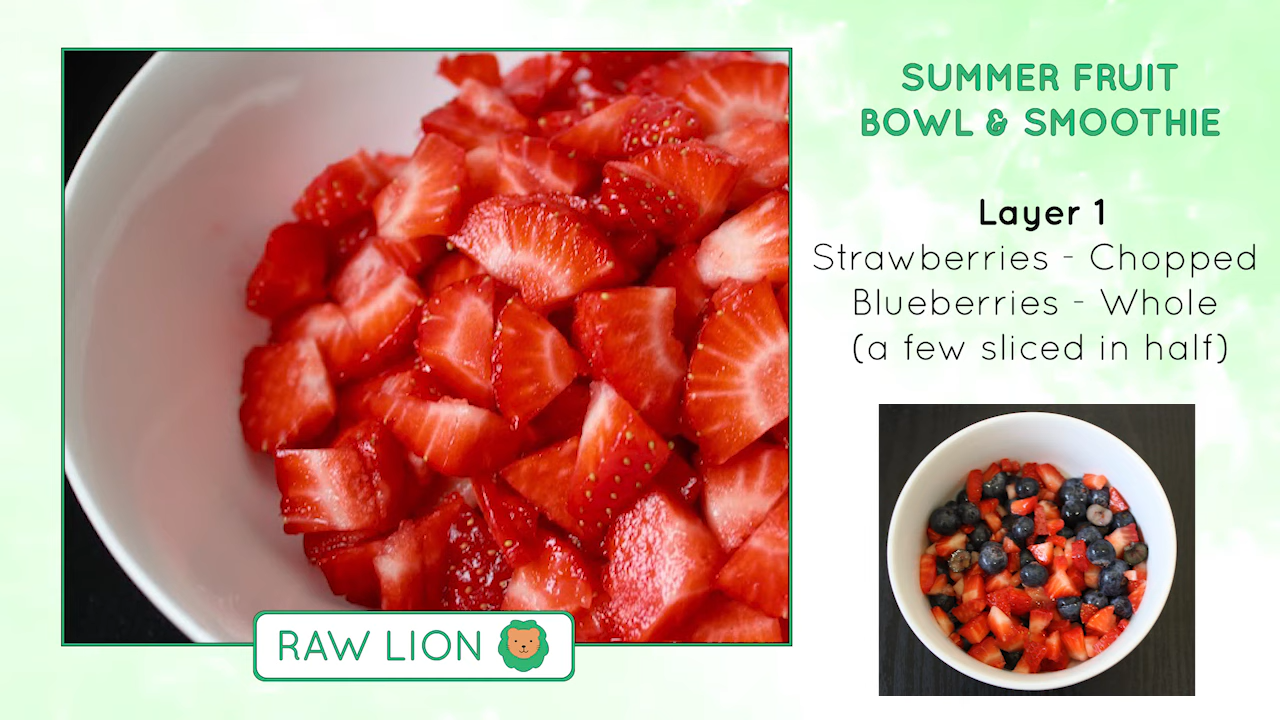 SUMMER FRUIT
BOWL & SMOOTHIE
Layer 1
Strawberries - Chopped
Blueberries - Whole
(a few sliced in half)
RAW LION